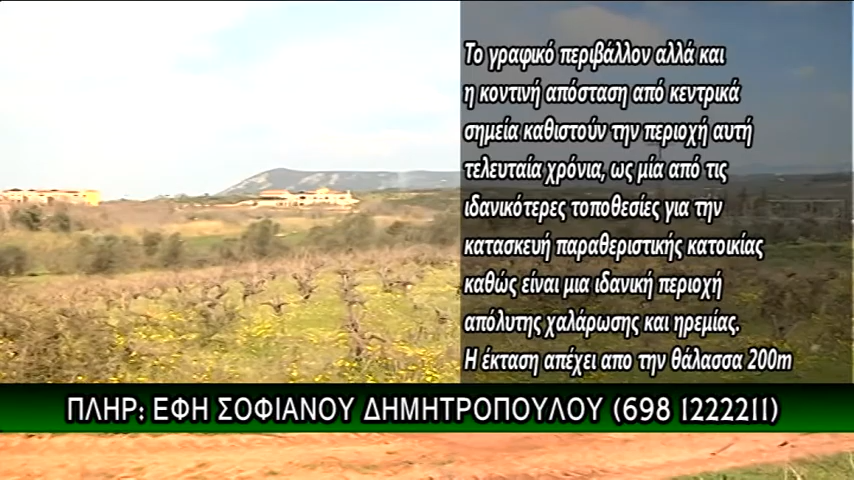 Το γραφικό περιβάλλον αλλά και
η κοντινή απόσταση από κεντρικά
σημεία καθιστούν την περιοχή αυτή
τελευταία χρόνια, ως μία από τις
ιδανικότερες τοποθεσίες για την
κατασκευή παραθεριστικής κατοικίας
καθώς είναι μια ιδανική περιοχή
απόλυτης χαλάρωσης και ηρεμίας.
Η έκταση απέχει απο την θάλασσα 200m
ΠΛΗΡ: ΕΦΗ ΣΟΦΙΑΝΟΥ ΔΗΜΗΤΡΟΠΟΥΛΟΥ (698 1222211)